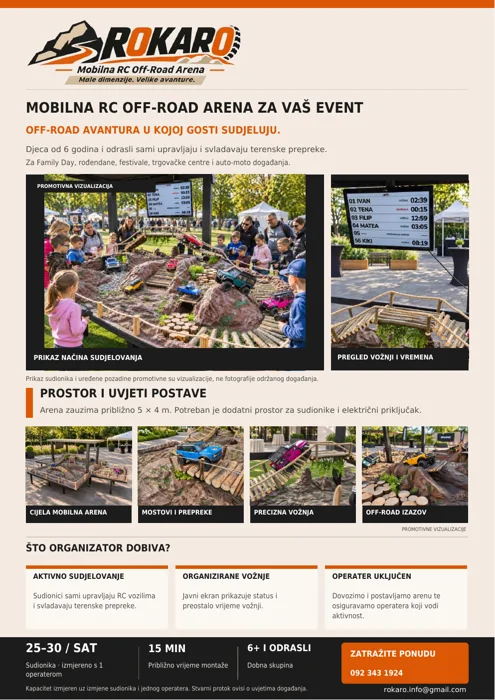 ROKARO
Mobilna RC Off-Road Arena
Male dimenzije. Velike avanture.
MOBILNA RC OFF-ROAD ARENA ZA VAŠ EVENT
OFF-ROAD AVANTURA U KOJOJ GOSTI SUDJELUJU.
Djeca od 6 godina i odrasli sami upravljaju i svladavaju terenske prepreke.
Za Family Day, rođendane, festivale, trgovačke centre i auto-moto događanja.
PROMOTIVNA VIZUALIZACIJA
PRIKAZ NAČINA SUDJELOVANJA
01 IVAN 02:39
02 TENA 00:15
03 FILIP 12:59
04 MATEA 03:05
05
06 KIKI 08:19
PREGLED VOŽNJI I VREMENA
Prikaz sudionika i uređene pozadine promotivne su vizualizacije, ne fotografije održanog događanja.
PROSTOR I UVJETI POSTAVE
Arena zauzima približno 5 × 4 m. Potreban je dodatni prostor za sudionike i električni priključak.
CIJELA MOBILNA ARENA
MOSTOVI I PREPREKE
PRECIZNA VOŽNJA
OFF-ROAD IZAZOV
PROMOTIVNE VIZUALIZACIJE
ŠTO ORGANIZATOR DOBIVA?
AKTIVNO SUDJELOVANJE
Sudionici sami upravljaju RC vozilima
i svladavaju terenske prepreke.
ORGANIZIRANE VOŽNJE
Javni ekran prikazuje status i
preostalo vrijeme vožnji.
OPERATER UKLJUČEN
Dovozimo i postavljamo arenu te
osiguravamo operatera koji vodi
aktivnost.
25–30 / SAT
Sudionika · izmjereno s 1
operaterom
15 MIN
Približno vrijeme montaže
6+ I ODRASLI
Dobna skupina
ZATRAŽITE PONUDU
092 343 1924
Kapacitet izmjeren uz izmjene sudionika i jednog operatera. Stvarni protok ovisi o uvjetima događanja.
rokaro.info@gmail.com